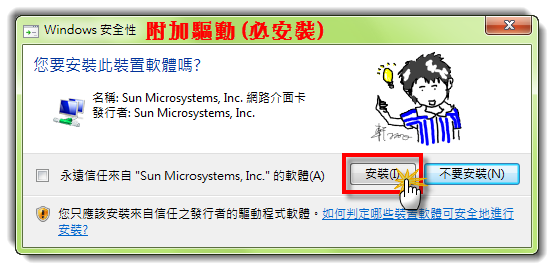 Windows 安全性 附加驅動(必安裝)
您要安裝此裝置軟體嗎?
名稱: Sun Microsystems, Inc. 網路介面卡
發行者: Sun Microsystems, Inc.
永遠信任來自 "Sun Microsystems, Inc." 的軟體(A)
安裝(I) 不要安裝(N)
您只應該安裝來自信任之發行者的驅動程式軟體。如何判定哪些裝置軟體可安全地進行
安裝?